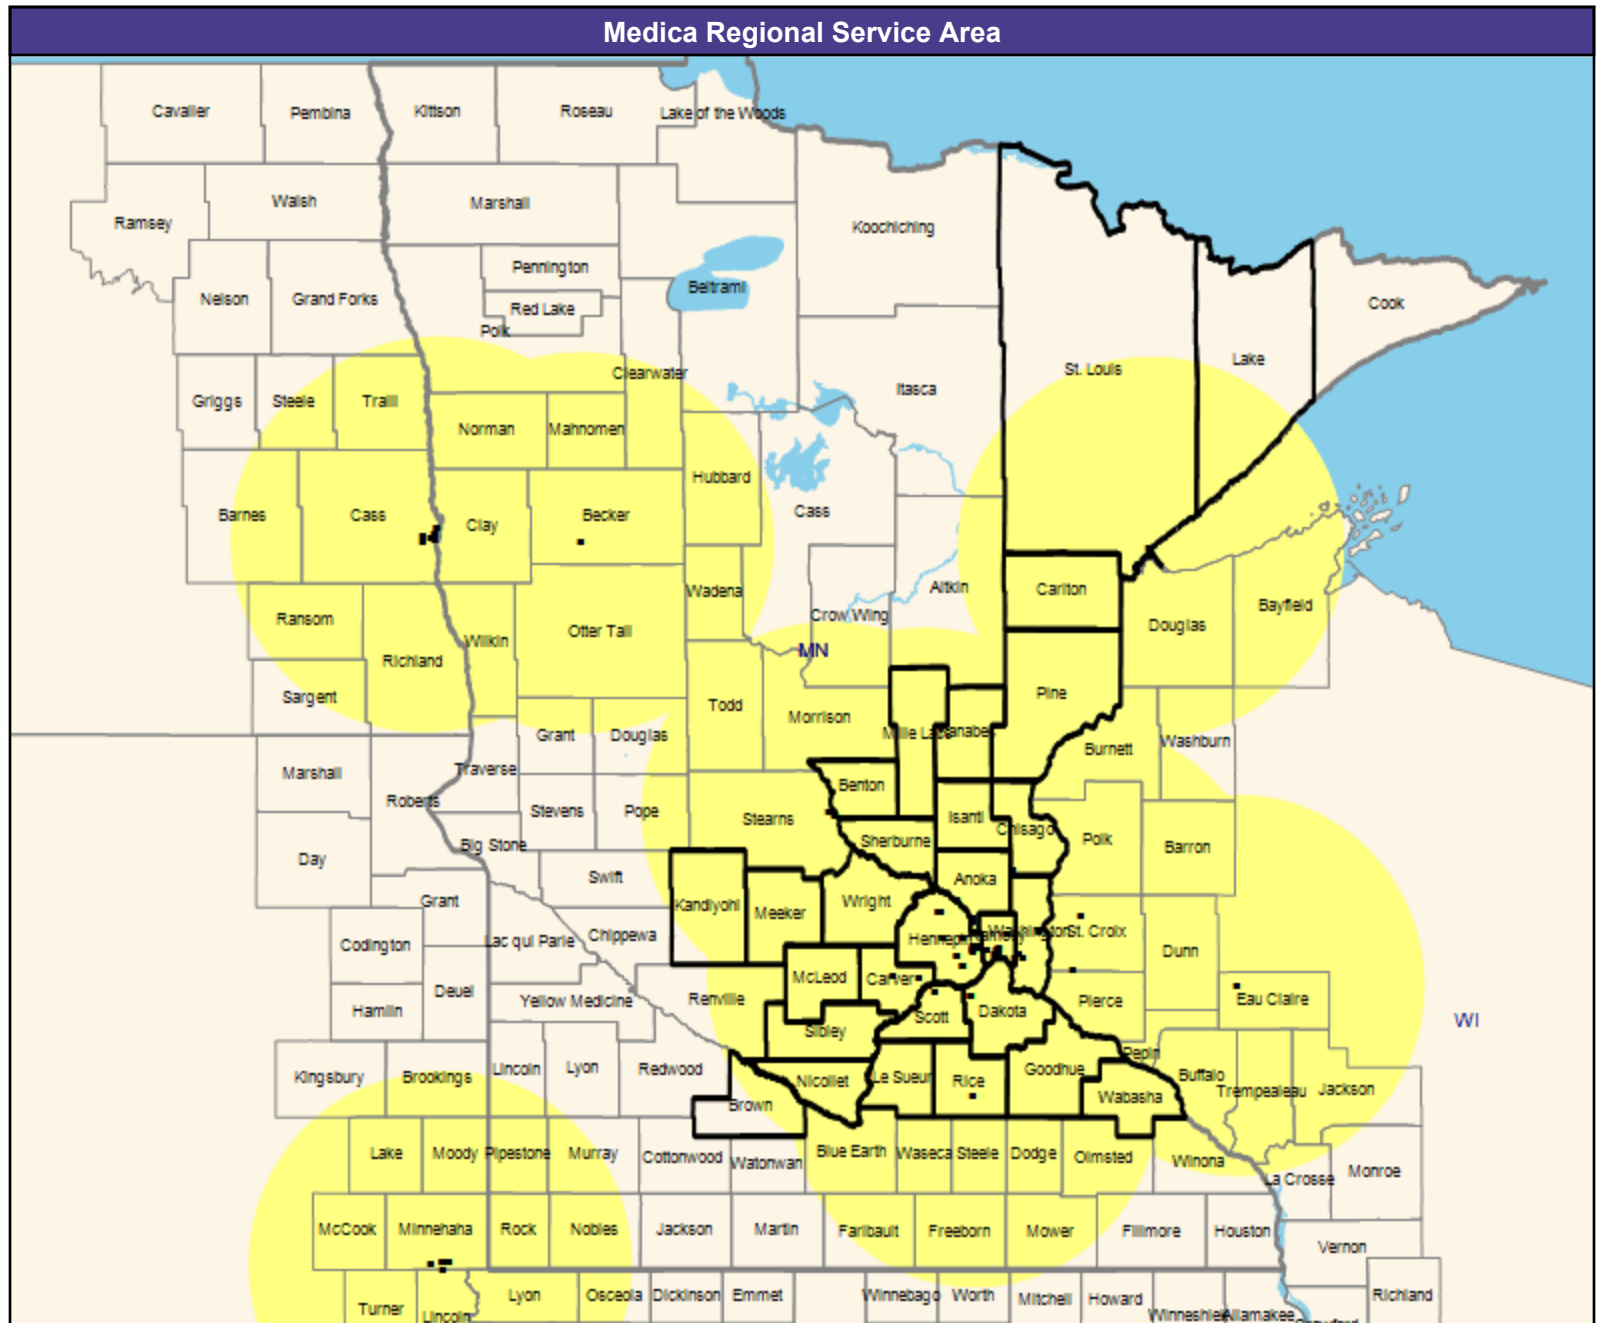 Medica Regional Service Area
Cavalier
Pembina
Kittson
Roseau
Lake of the Woods
Walsh
Marshall
Ramsey
Koochiching
Pennington
Beltrami
Nelson
Grand Forks
Red Lake
Cook
Polk
Lake
St. Louis
Clearwater
Itasca
Griggs
Steele
Traill
Norman
Mahnomen
Hubbard
Barnes
Cass
Clay
Becker
Cass
Aitkin
Carlton
Wadena
Crow Wing
Bayfield
Ransom
Otter Tail
Douglas
Wilkin
MN
Richland
Pine
Sargent
Todd
Morrison
Mille Lacs
Kanabec
Grant
Douglas
Burnett
Washburn
Marshall
Traverse
Benton
Roberts
Stevens
Pope
Stearns
Isanti
Chisago
Polk
Barron
Sherburne
Big Stone
Day
Swift
Anoka
Grant
Kandiyohi
Meeker
Wright
Codington
Lac qui Parle
Chippewa
Hennepin
Ramsey
Washington
St. Croix
Dunn
McLeod
Carver
Deuel
Yellow Medicine
Renville
Pierce
Eau Claire
Hamlin
Scott
Dakota
WI
Sibley
Pepin
Kingsbury
Brookings
Lincoln
Lyon
Redwood
Nicollet
Le Sueur
Rice
Goodhue
Buffalo
Trempealeau
Jackson
Wabasha
Brown
Lake
Moody
Pipestone
Murray
Cottonwood
Watonwan
Blue Earth
Waseca
Steele
Dodge
Olmsted
Winona
La Crosse
Monroe
McCook
Minnehaha
Rock
Nobles
Jackson
Martin
Faribault
Freeborn
Mower
Fillmore
Houston
Vernon
Turner
Lincoln
Lyon
Osceola
Dickinson
Emmet
Winnebago
Worth
Mitchell
Howard
Winneshiek
Allamakee
Crawford
Richland